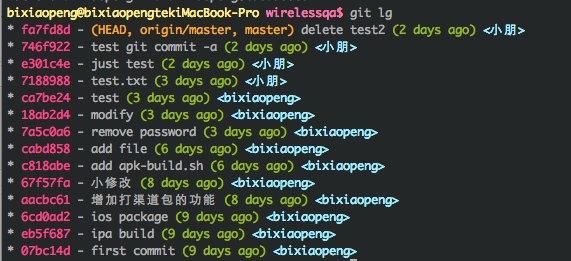 bixiaopeng@bixiaopengtekiMacBook-Pro wirelessqa$ git lg
* fa7fd8d - (HEAD, origin/master, master) delete test2 (2 days ago) <小朋>
* 746f922 - test git commit -a (2 days ago) <小朋>
* e301c4e - just test (2 days ago) <小朋>
* 7188988 - test.txt (3 days ago) <小朋>
* ca7be24 - test (3 days ago) <bixiaopeng>
* 18ab2d4 - modify (3 days ago) <bixiaopeng>
* 7a5c0a6 - remove password (3 days ago) <bixiaopeng>
* cabd858 - add file (6 days ago) <bixiaopeng>
* c818abe - add apk-build.sh (6 days ago) <bixiaopeng>
* 67f57fa - 小修改 (8 days ago) <bixiaopeng>
* aacbc61 - 增加打渠道包的功能 (8 days ago) <bixiaopeng>
* 6cd0ad2 - ios package (9 days ago) <bixiaopeng>
* eb5f687 - ipa build (9 days ago) <bixiaopeng>
* 07bc14d - first commit (9 days ago) <bixiaopeng>